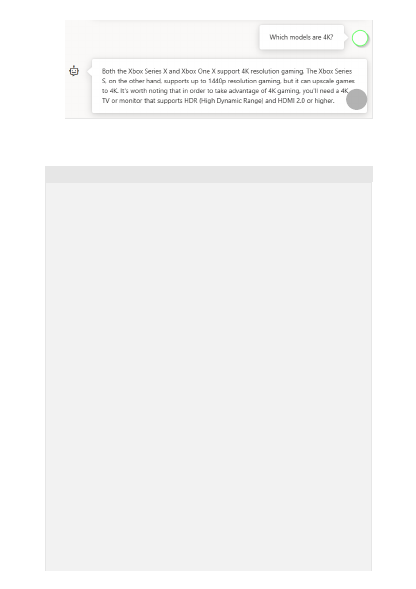 Which models are 4K?
Both the Xbox Series X and Xbox One X support 4K resolution gaming. The Xbox Series
S, on the other hand, supports up to 1440p resolution gaming, but it can upscale games
to 4K. It's worth noting that in order to take advantage of 4K gaming, you'll need a 4K
TV or monitor that supports HDR (High Dynamic Range) and HDMI 2.0 or higher.